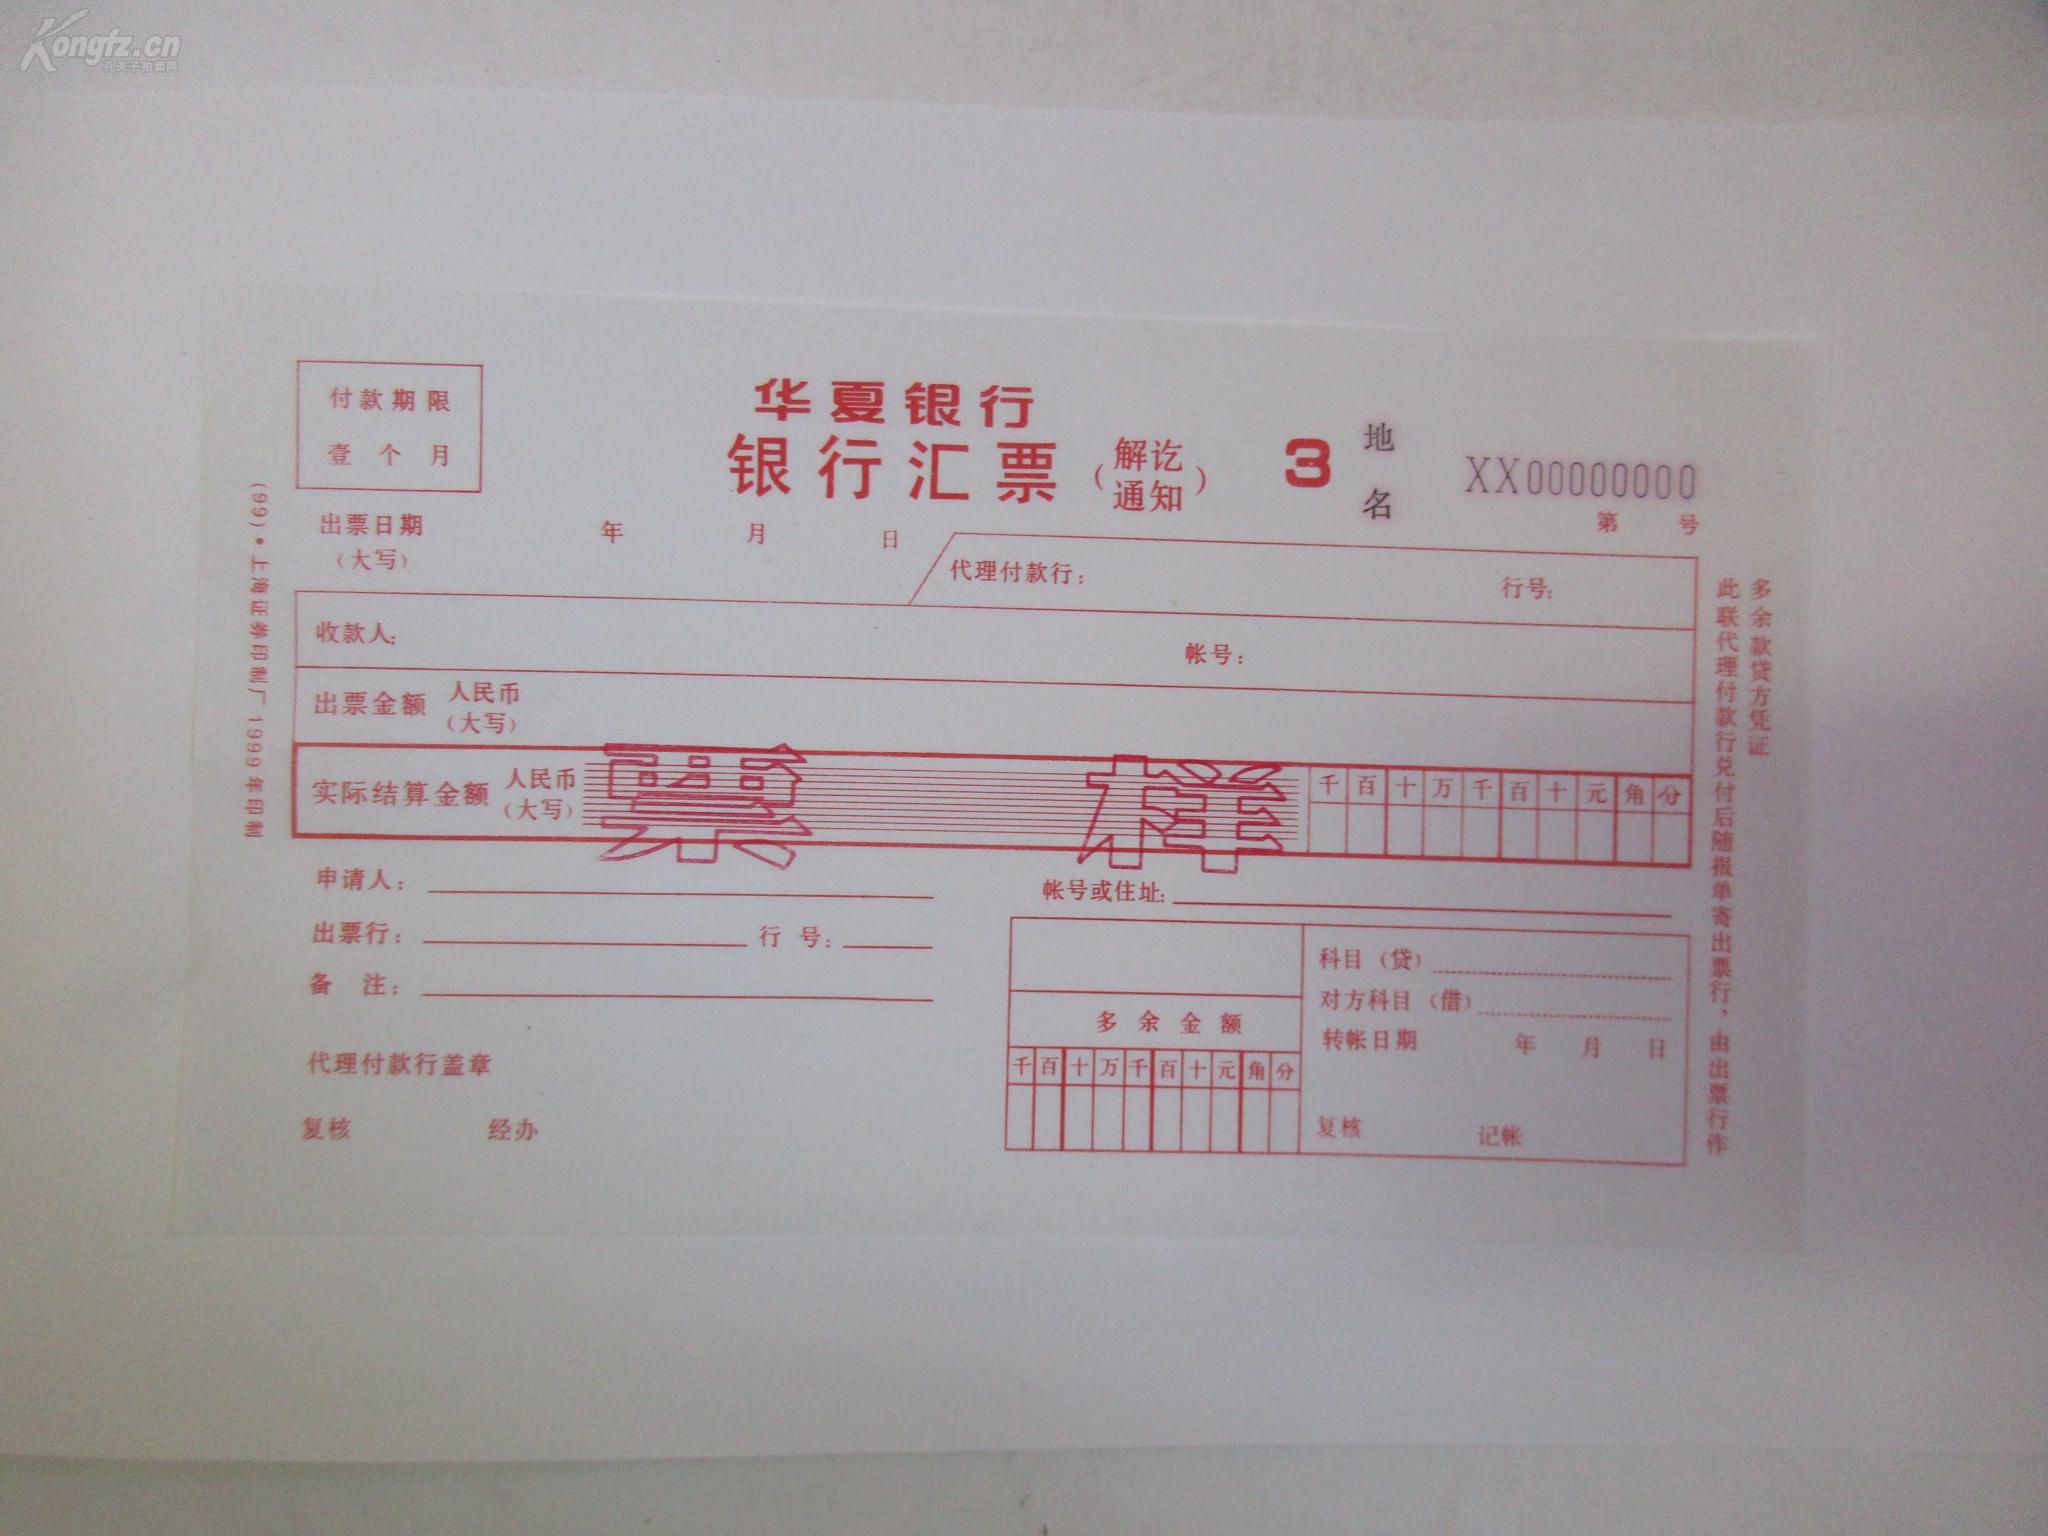 Kongfz.cn
孔夫子拍卖网
付款期限
壹个月
华夏银行
银行汇票（解讫通知）
3
地名
XX00000000
第 号
出票日期（大写） 年 月 日
代理付款行： 行号：
收款人： 帐号：
出票金额 人民币（大写）
实际结算金额 人民币（大写）
票样
千 百 十 万 千 百 十 元 角 分
申请人： 帐号或住址：
出票行： 行 号：
备 注：
代理付款行盖章
复核 经办
多余金额
千 百 十 万 千 百 十 元 角 分
科目（贷）
对方科目（借）
转帐日期 年 月 日
复核 记帐
此联代理付款行兑付后随报单寄出票行，由出票行作
多余款贷方凭证
(99)·上海证券印制厂 1999年印制